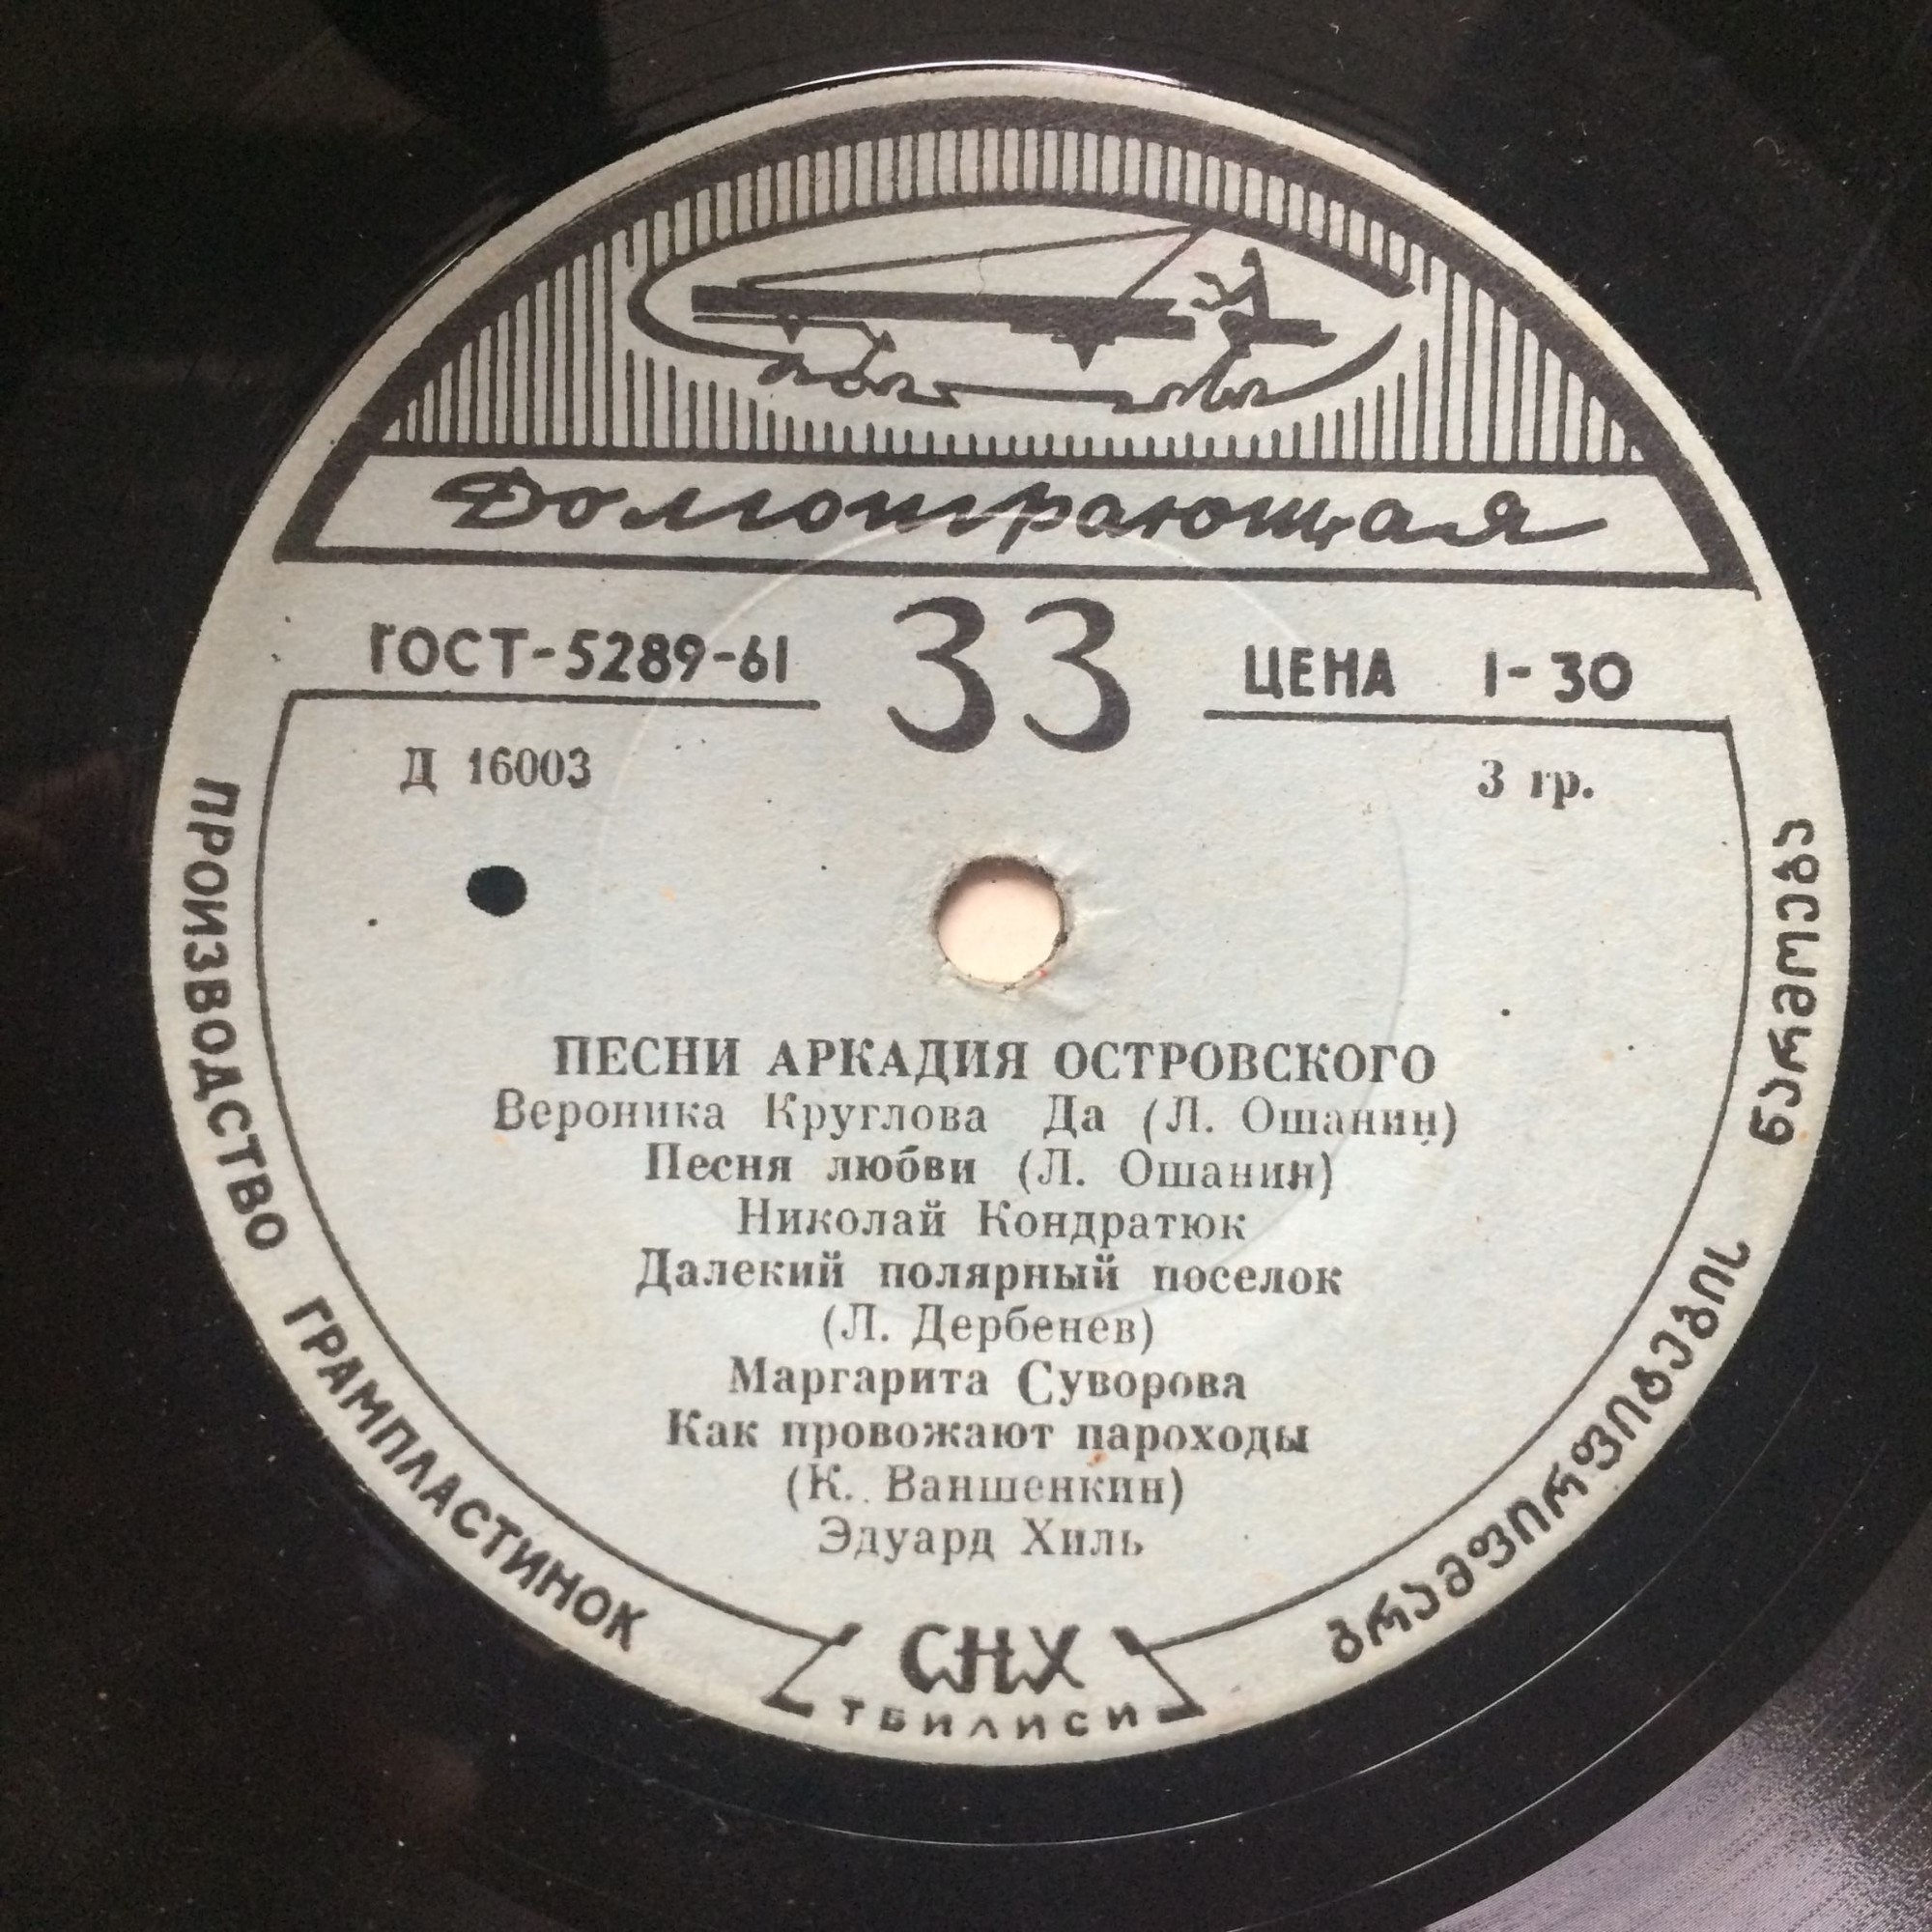 Долгоиграющая
ГОСТ-5289-61 33 ЦЕНА 1-30
Д 16003 3 гр.
ПЕСНИ АРКАДИЯ ОСТРОВСКОГО
Вероника Круглова Да (Л. Ошанин)
Песня любви (Л. Ошанин)
Николай Кондратюк
Далекий полярный поселок
(Л. Дербенев)
Маргарита Суворова
Как провожают пароходы
(К. Ваншенкин)
Эдуард Хиль
ПРОИЗВОДСТВО ГРАМПЛАСТИНОК
СНХ
ТБИЛИСИ
გრამფირფიტების წარმოება